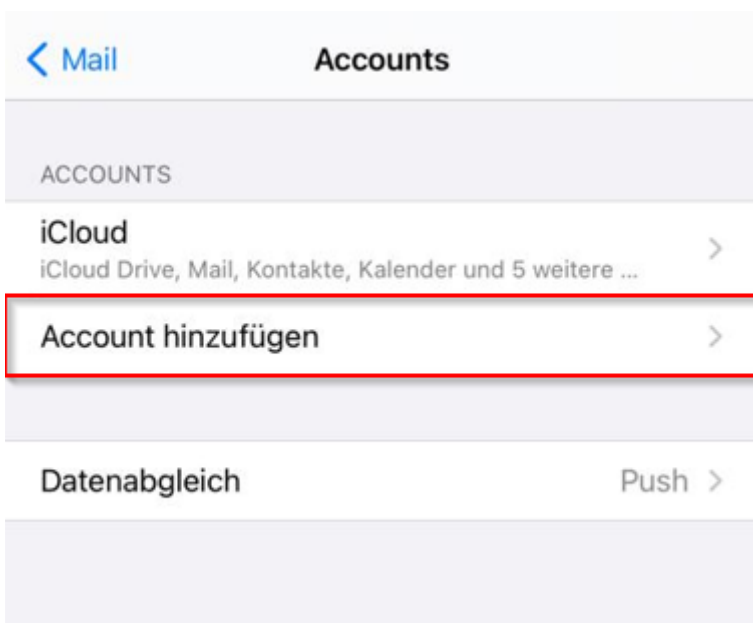 Mail
Accounts
ACCOUNTS
iCloud
iCloud Drive, Mail, Kontakte, Kalender und 5 weitere ...
Account hinzufügen
Datenabgleich
Push